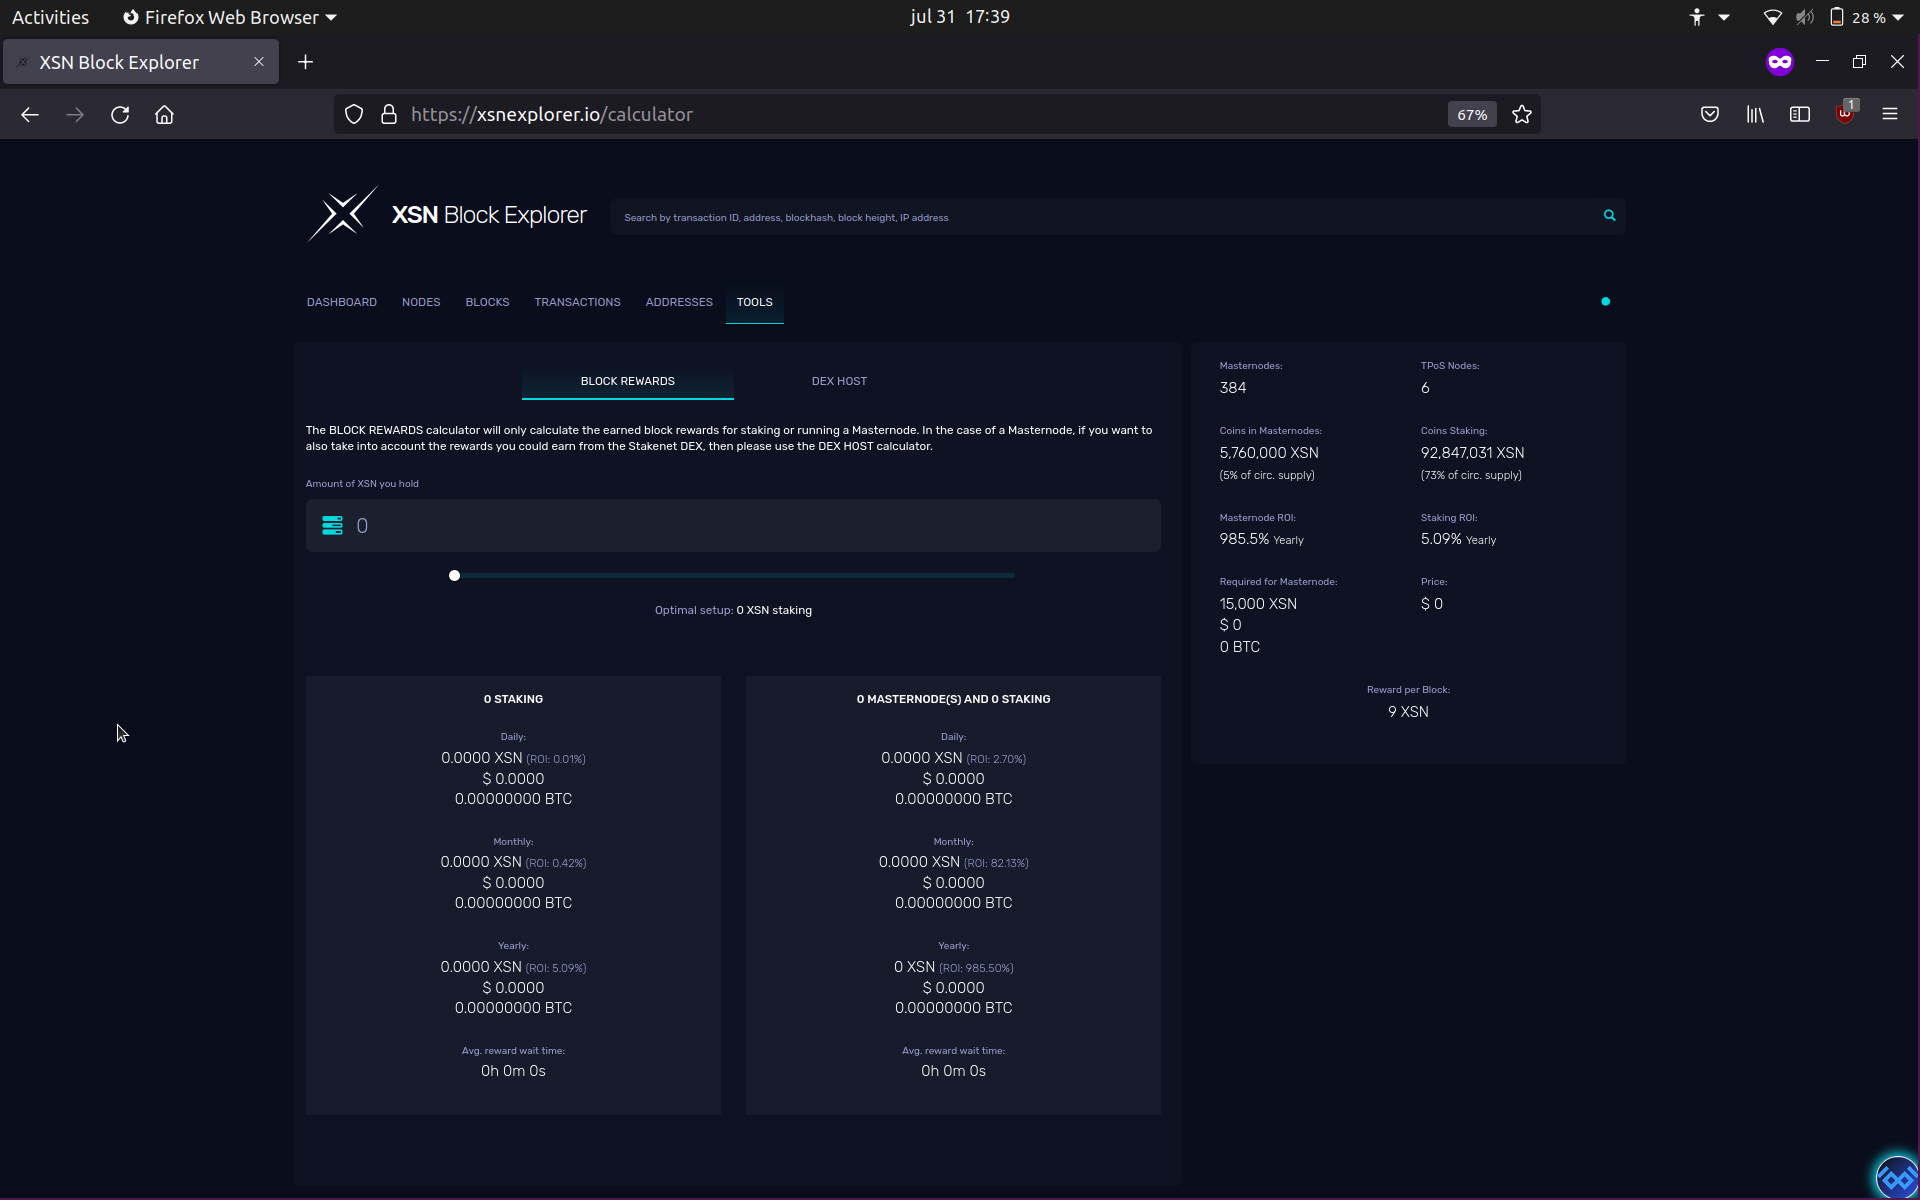 Activities
Firefox Web Browser
jul 31 17:39
28 %
XSN Block Explorer
https://xsnexplorer.io/calculator
67%
1
XSN Block Explorer
Search by transaction ID, address, blockhash, block height, IP address
DASHBOARD NODES BLOCKS TRANSACTIONS ADDRESSES TOOLS
BLOCK REWARDS DEX HOST
The BLOCK REWARDS calculator will only calculate the earned block rewards for staking or running a Masternode. In the case of a Masternode, if you want to
also take into account the rewards you could earn from the Stakenet DEX, then please use the DEX HOST calculator.
Amount of XSN you hold
0
Optimal setup: 0 XSN staking
0 STAKING
Daily:
0.0000 XSN (ROI: 0.01%)
$ 0.0000
0.00000000 BTC
Monthly:
0.0000 XSN (ROI: 0.42%)
$ 0.0000
0.00000000 BTC
Yearly:
0.0000 XSN (ROI: 5.09%)
$ 0.0000
0.00000000 BTC
Avg. reward wait time:
0h 0m 0s
0 MASTERNODE(S) AND 0 STAKING
Daily:
0.0000 XSN (ROI: 2.70%)
$ 0.0000
0.00000000 BTC
Monthly:
0.0000 XSN (ROI: 82.13%)
$ 0.0000
0.00000000 BTC
Yearly:
0 XSN (ROI: 985.50%)
$ 0.0000
0.00000000 BTC
Avg. reward wait time:
0h 0m 0s
Masternodes:
384
TPoS Nodes:
6
Coins in Masternodes:
5,760,000 XSN
(5% of circ. supply)
Coins Staking:
92,847,031 XSN
(73% of circ. supply)
Masternode ROI:
985.5% Yearly
Staking ROI:
5.09% Yearly
Required for Masternode:
15,000 XSN
$ 0
0 BTC
Price:
$ 0
Reward per Block:
9 XSN